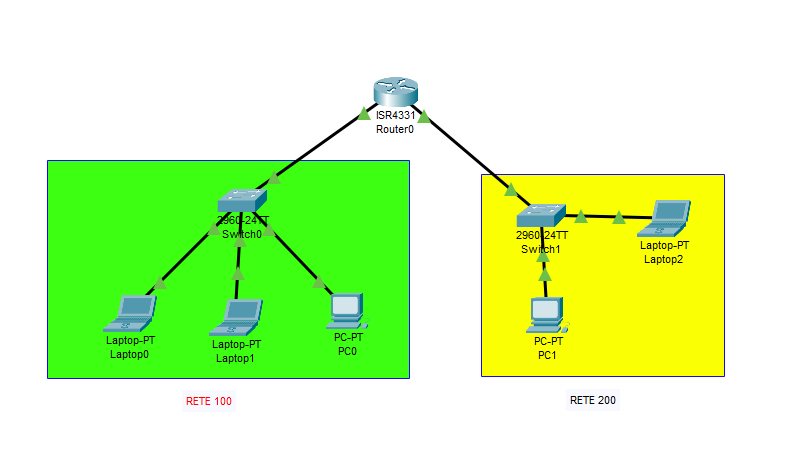 ISR4331
Router0
2960-24TT
Switch0
2960-24TT
Switch1
Laptop-PT
Laptop2
Laptop-PT
Laptop0
Laptop-PT
Laptop1
PC-PT
PC0
PC-PT
PC1
RETE 100
RETE 200